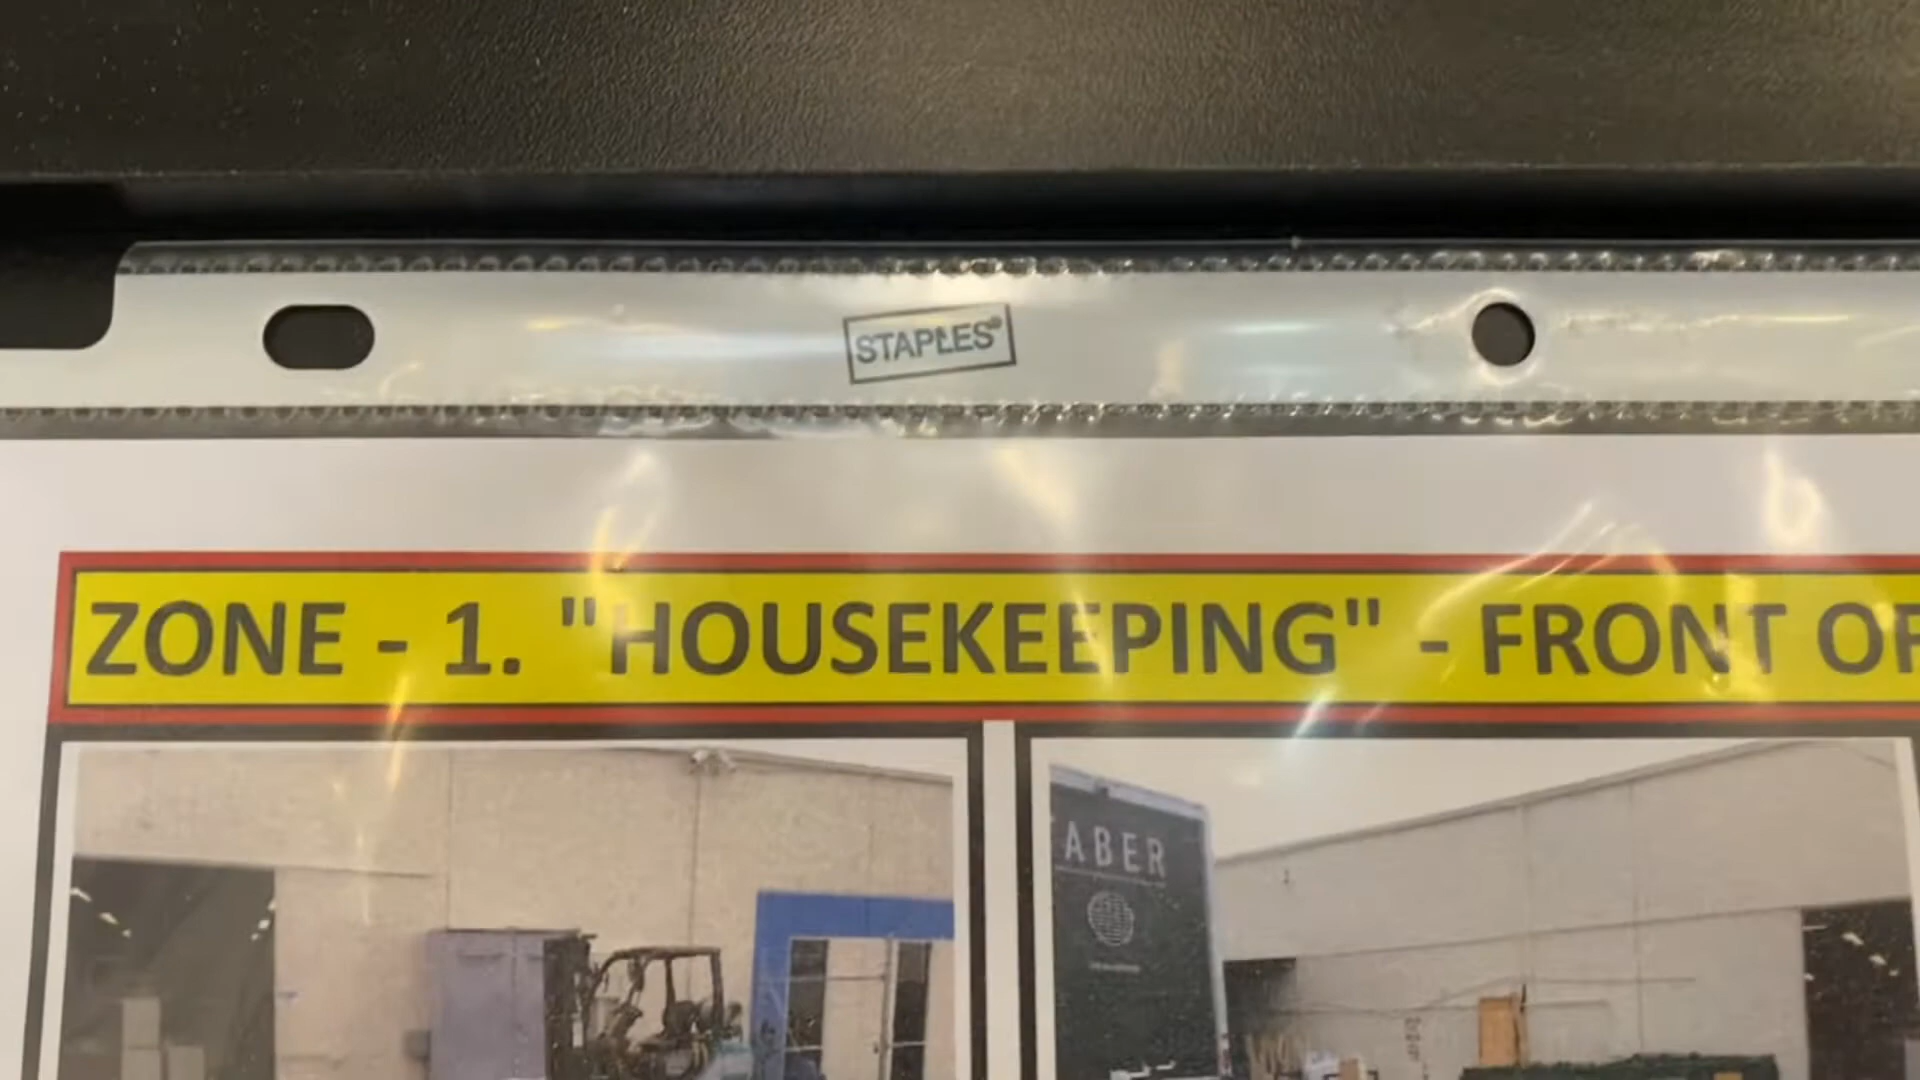 STAPLES®
ZONE - 1. "HOUSEKEEPING" - FRONT OF
ABER